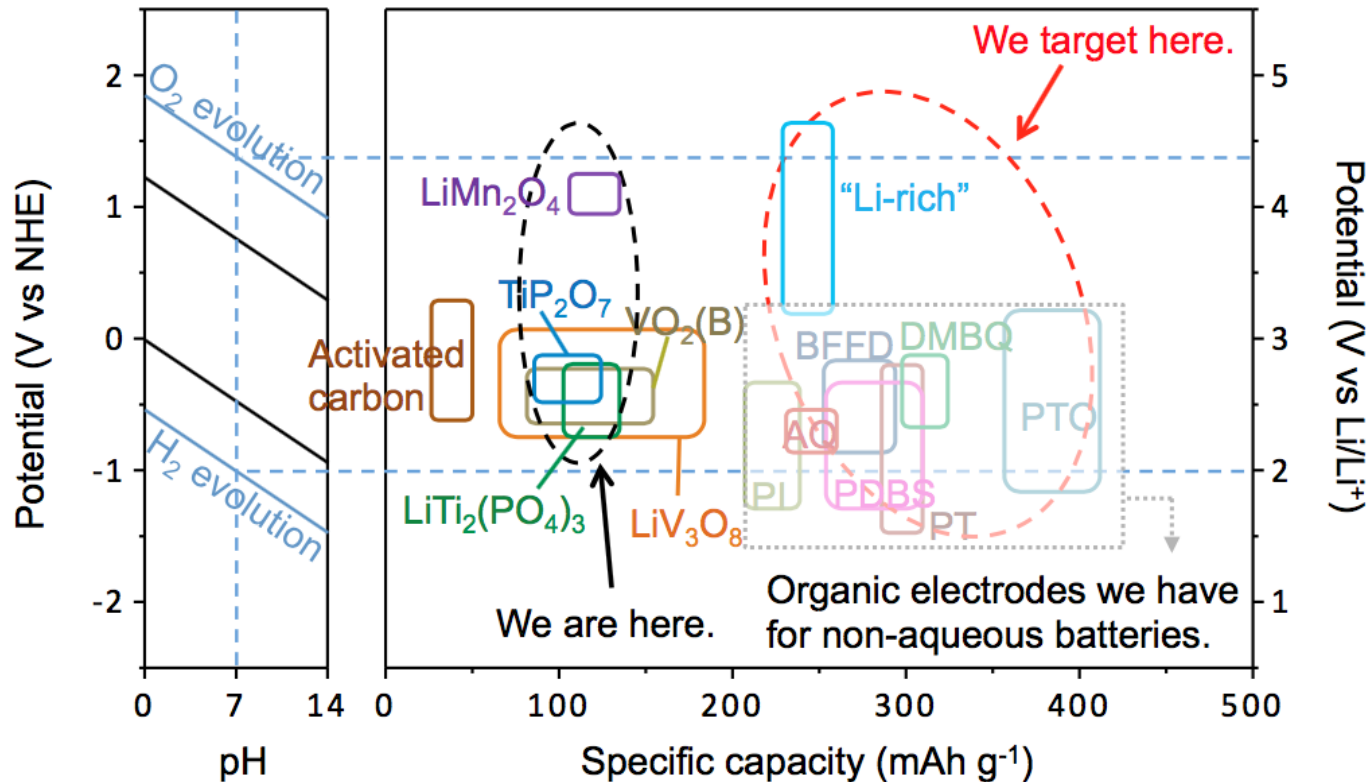 We target here.
2
1
0
-1
-2
Potential (V vs NHE)
O₂ evolution
H₂ evolution
0
7
14
pH
LiMn₂O₄
"Li-rich"
TiP₂O₇
VO₂(B)
Activated
carbon
BFFD
DMBQ
AQ
PTO
PI
PDBS
PT
LiTi₂(PO₄)₃
LiV₃O₈
We are here.
Organic electrodes we have
for non-aqueous batteries.
0
100
200
300
400
500
Specific capacity (mAh g⁻¹)
5
4
3
2
1
Potential (V vs Li/Li⁺)